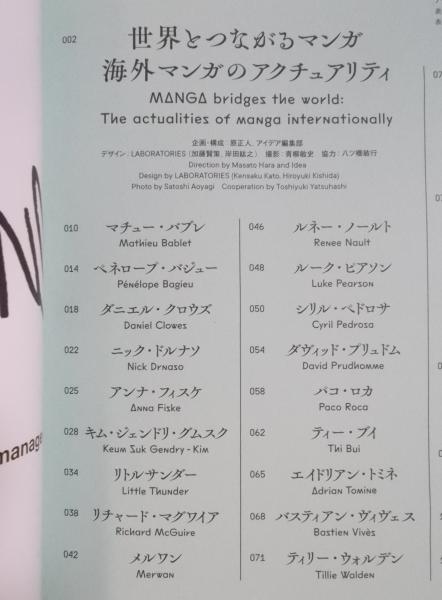 002
世界とつながるマンガ
海外マンガのアクチュアリティ
MANGA bridges the world:
The actualities of manga internationally
企画・構成：原正人、アイデア編集部
デザイン：LABORATORIES（加藤賢策、岸田紘之） 撮影：青柳敏史 協力：八ツ橋敏行
Direction by Masato Hara and Idea
Design by LABORATORIES (Kensaku Kato, Hiroyuki Kishida)
Photo by Satoshi Aoyagi Cooperation by Toshiyuki Yatsuhashi
010 マチュー・バブレ
Mathieu Bablet
014 ペネロープ・バジュー
Pénélope Bagieu
018 ダニエル・クロウズ
Daniel Clowes
022 ニック・ドルナソ
Nick Drnaso
025 アンナ・フィスケ
Anna Fiske
028 キム・ジェンドリ・グムスク
Keum Suk Gendry-Kim
034 リトルサンダー
Little Thunder
038 リチャード・マグワイア
Richard McGuire
042 メルワン
Merwan
046 ルネー・ノールト
Renee Nault
048 ルーク・ピアソン
Luke Pearson
050 シリル・ペドロサ
Cyril Pedrosa
054 ダヴィッド・プリュドム
David Prudhomme
058 パコ・ロカ
Paco Roca
062 ティー・ブイ
Thi Bui
065 エイドリアン・トミネ
Adrian Tomine
068 バスティアン・ヴィヴェス
Bastien Vivès
071 ティリー・ウォルデン
Tillie Walden
manage